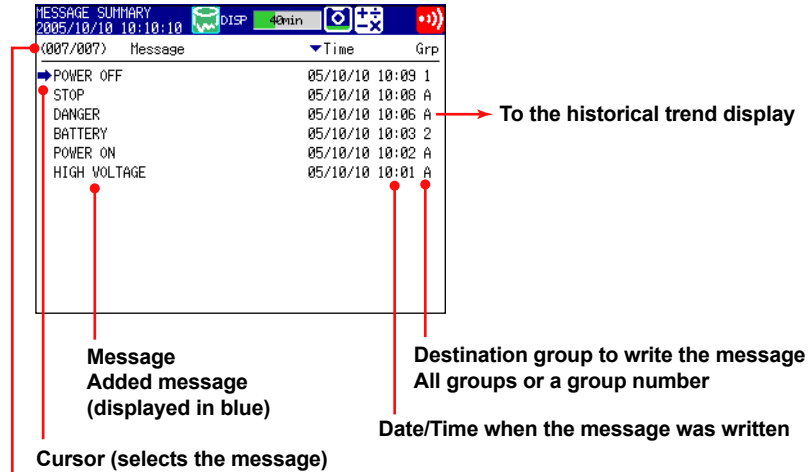 MESSAGE SUMMARY
2005/10/10 10:10:10 DISP 40min
(007/007) Message ▼Time Grp
POWER OFF 05/10/10 10:09 1
STOP 05/10/10 10:08 A
DANGER 05/10/10 10:06 A
BATTERY 05/10/10 10:03 2
POWER ON 05/10/10 10:02 A
HIGH VOLTAGE 05/10/10 10:01 A
To the historical trend display
Message
Added message
(displayed in blue)
Destination group to write the message
All groups or a group number
Date/Time when the message was written
Cursor (selects the message)